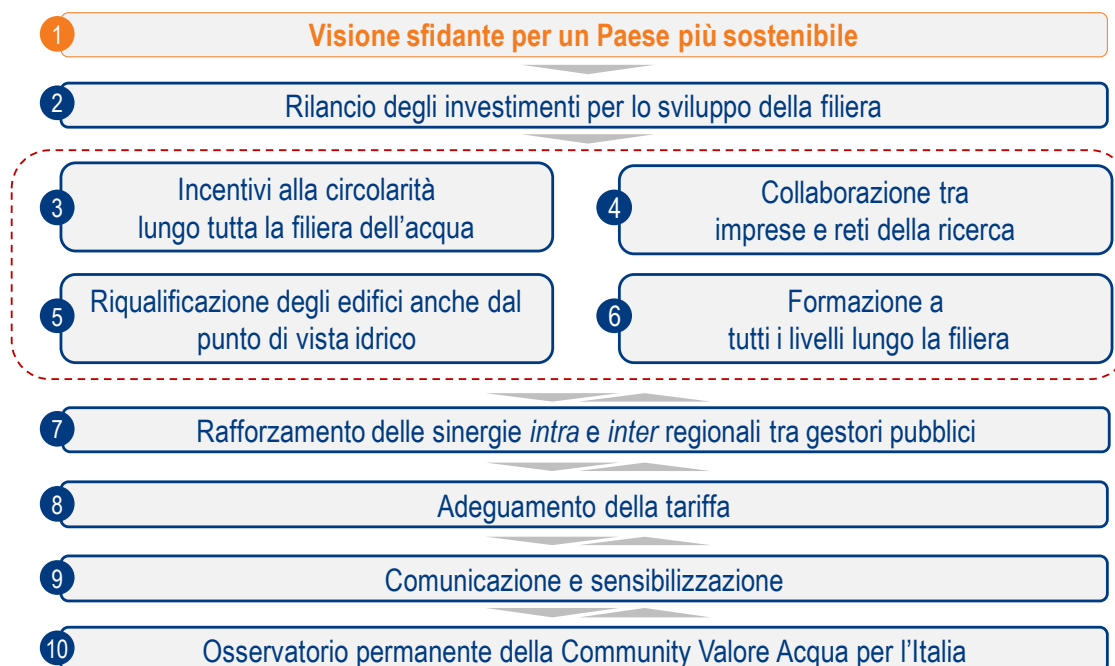 1
Visione sfidante per un Paese più sostenibile
2
Rilancio degli investimenti per lo sviluppo della filiera
3
Incentivi alla circolarità
lungo tutta la filiera dell’acqua
4
Collaborazione tra
imprese e reti della ricerca
5
Riqualificazione degli edifici anche dal
punto di vista idrico
6
Formazione a
tutti i livelli lungo la filiera
7
Rafforzamento delle sinergie intra e inter regionali tra gestori pubblici
8
Adeguamento della tariffa
9
Comunicazione e sensibilizzazione
10
Osservatorio permanente della Community Valore Acqua per l’Italia